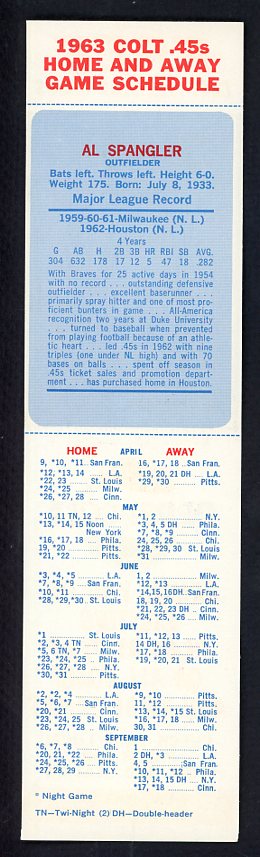 1963 COLT .45s
HOME AND AWAY
GAME SCHEDULE
AL SPANGLER
OUTFIELDER
Bats left. Throws left. Height 6-0.
Weight 175. Born: July 8, 1933.
Major League Record
1959-60-61-Milwaukee (N. L.)
1962-Houston (N. L.)
4 Years
G AB H 2B 3B HR RBI SB AVG.
304 632 178 17 12 5 47 18 .282
With Braves for 25 active days in 1954
with no record . . . outstanding defensive
outfielder . . . excellent baserunner . . .
primarily spray hitter and one of most pro-
ficient bunters in game . . . All-America
recognition two years at Duke University
. . . turned to baseball when prevented
from playing football because of an athle-
tic heart . . . led .45s in 1962 with nine
triples (one under NL high) and with 70
bases on balls . . . spent off season in
.45s ticket sales and promotion depart-
ment . . . has purchased home in Houston.
HOME APRIL AWAY
9, *10, *11 .. San Fran. 16, *17, 18 .. San Fran.
*12, *13, 14 ........ L.A. *19, 20, 21 DH ...... L.A.
*22, 23 ........ St. Louis *29, *30 ............ Pitts.
*24, *25 ........... Milw.
*26, *27, 28 ....... Cinn.
MAY
*10, 11 TN, 12 ... Chi. *1, 2 ................ N.Y.
*13, *14, 15 Noon ...... *3, 4, 5 DH ...... Phila.
New York *7, *8, *9 ......... Cinn.
*16, *17, *18 ..... Phila. 24, 25, 26 .......... Chi.
19, *20 ............ Pitts. *28, *29, 30 St. Louis
*21, *22 ........... Phila. *31 ................ Milw.
JUNE
*3, *4, *5 ........... L.A. 1, 2 ................ Milw.
*7, *8, *9 .... San Fran. *12, *13 ............ L.A.
*10, *11 ............ Chi. *14,15,16DH..San Fran.
*28, *29, *30 St. Louis 18, 19, 20 .......... Chi.
*21, 22, 23 DH .. Cinn.
*24, *25, *26 .... Milw.
JULY
*1 ............ St. Louis *11, *12, 13 ...... Pitts.
*2, *3, 4 TN ..... Cinn. 14 DH, 16 .......... N.Y.
*5, 6 TN, *7 ..... Milw. *17, *18 .......... Phila.
*23, *24, *25 .. Phila. *19, *20, 21 St. Louis
*26, *27, *28 ..... N.Y.
*30, *31 ........... Pitts.
AUGUST
*2, *2, *4 ........... L.A. *9, *10 ............ Pitts.
*5, *6, *7 .... San Fran. 11, *12 ............ Pitts.
*20, *21 ........... Cinn. *13, *14, *15 St. Louis
*23, *24, 25 St. Louis *16, *17, 18 ...... Milw.
*26, *27, *28 .. Milw. 30, 31 .............. Chi.
SEPTEMBER
*6, *7, *8 ........... Chi. 1 .................... Chi.
*20, 21, *22 ..... Phila. 2 DH, *3 ............ L.A.
*24, *25, *26 .... Pitts. 4, 5 .......... San Fran.
*27, 28, 29 ......... N.Y. *10, *11, *12 .. Phila.
*13, 14, 15 DH .. N.Y.
*17, *18 .......... Cinn.
* = Night Game
TN—Twi-Night (2) DH—Double-header